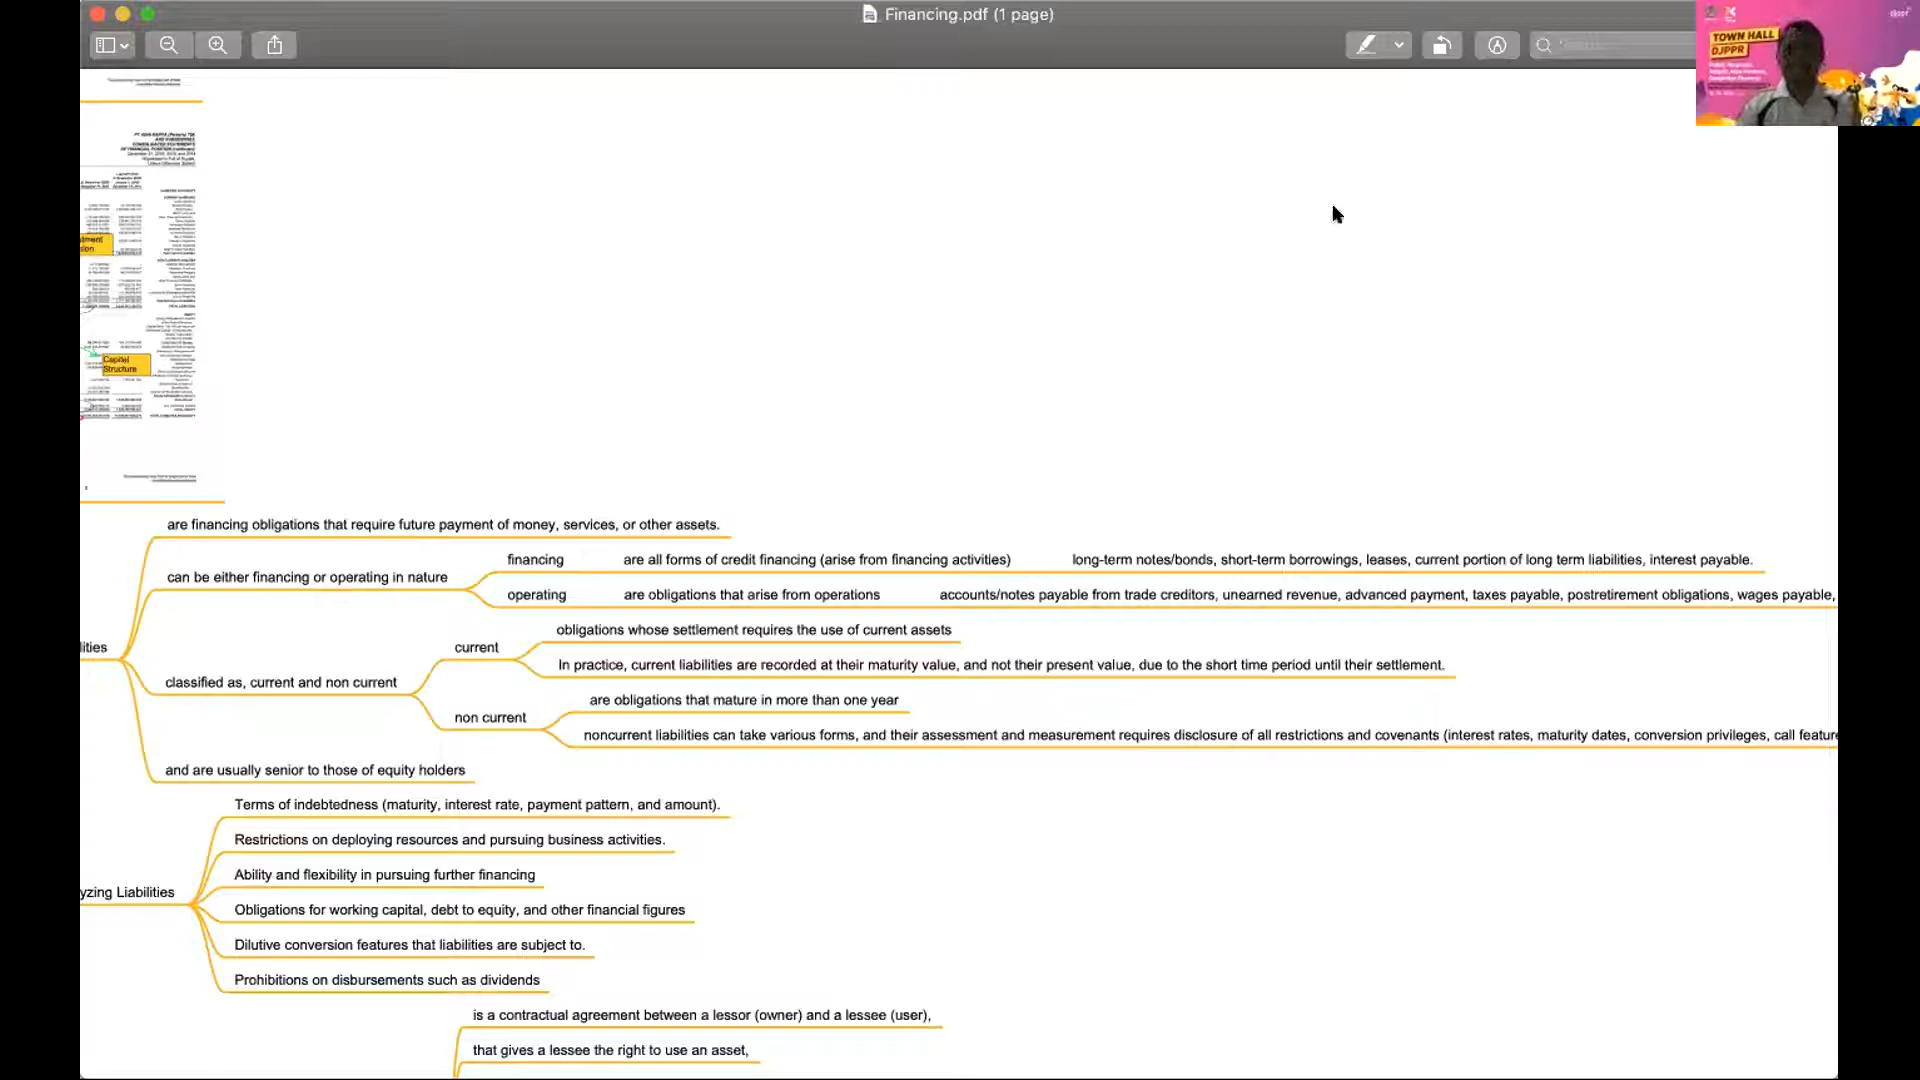 Financing.pdf (1 page)
TOWN HALL
DJPPR
Capital
Structure
are financing obligations that require future payment of money, services, or other assets.
can be either financing or operating in nature
financing
are all forms of credit financing (arise from financing activities)
long-term notes/bonds, short-term borrowings, leases, current portion of long term liabilities, interest payable.
operating
are obligations that arise from operations
accounts/notes payable from trade creditors, unearned revenue, advanced payment, taxes payable, postretirement obligations, wages payable,
lities
classified as, current and non current
current
obligations whose settlement requires the use of current assets
In practice, current liabilities are recorded at their maturity value, and not their present value, due to the short time period until their settlement.
non current
are obligations that mature in more than one year
noncurrent liabilities can take various forms, and their assessment and measurement requires disclosure of all restrictions and covenants (interest rates, maturity dates, conversion privileges, call feature
and are usually senior to those of equity holders
yzing Liabilities
Terms of indebtedness (maturity, interest rate, payment pattern, and amount).
Restrictions on deploying resources and pursuing business activities.
Ability and flexibility in pursuing further financing
Obligations for working capital, debt to equity, and other financial figures
Dilutive conversion features that liabilities are subject to.
Prohibitions on disbursements such as dividends
is a contractual agreement between a lessor (owner) and a lessee (user),
that gives a lessee the right to use an asset,